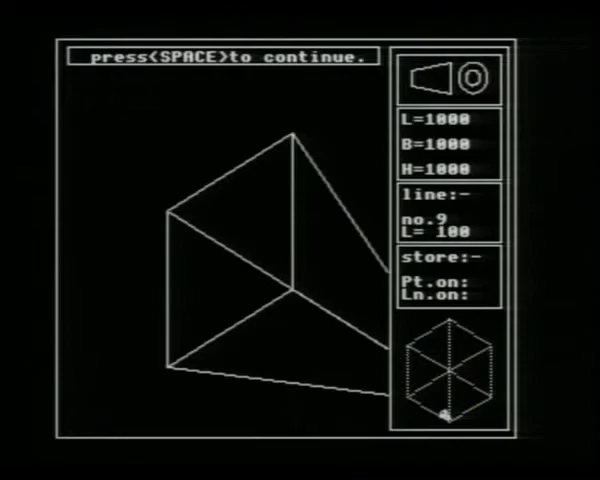 press<SPACE>to continue.
L=1000
B=1000
H=1000
line:-
no.9
L= 100
store:-
Pt.on:
Ln.on: